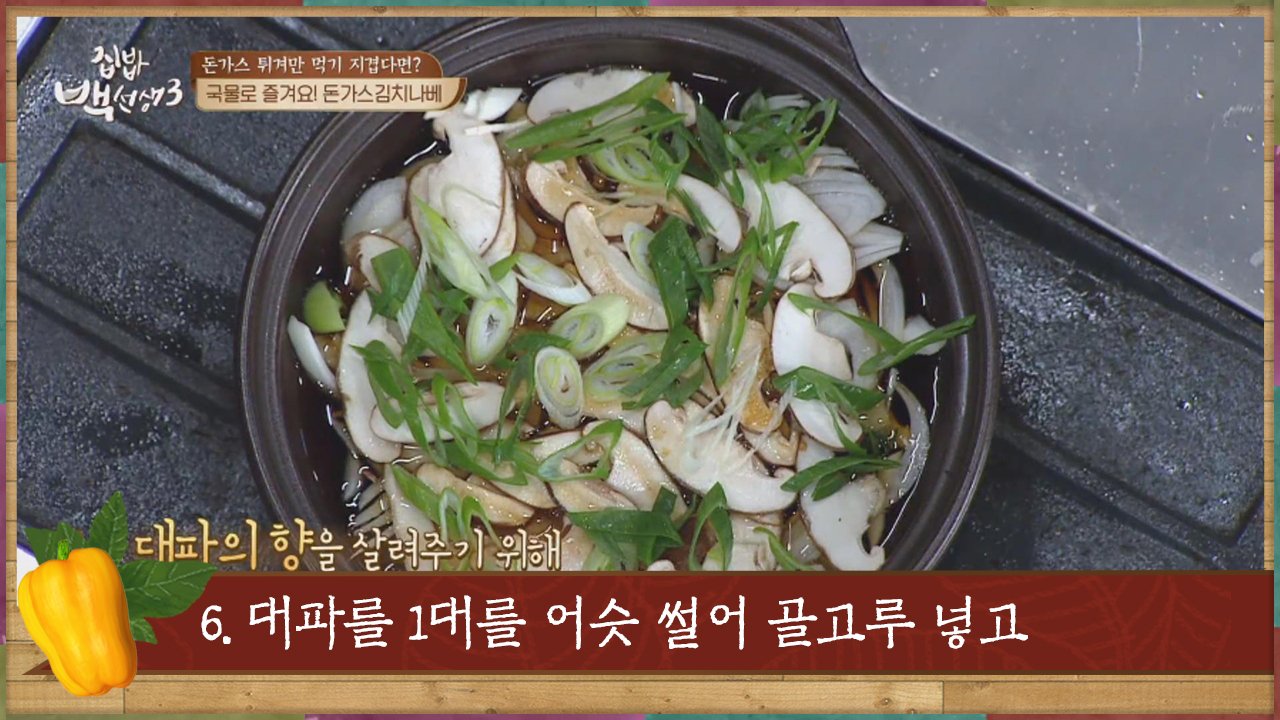 집밥
백선생3
돈가스 튀겨만 먹기 지겹다면?
국물로 즐겨요! 돈가스김치나베
대파의 향을 살려주기 위해
6. 대파를 1대를 어슷 썰어 골고루 넣고